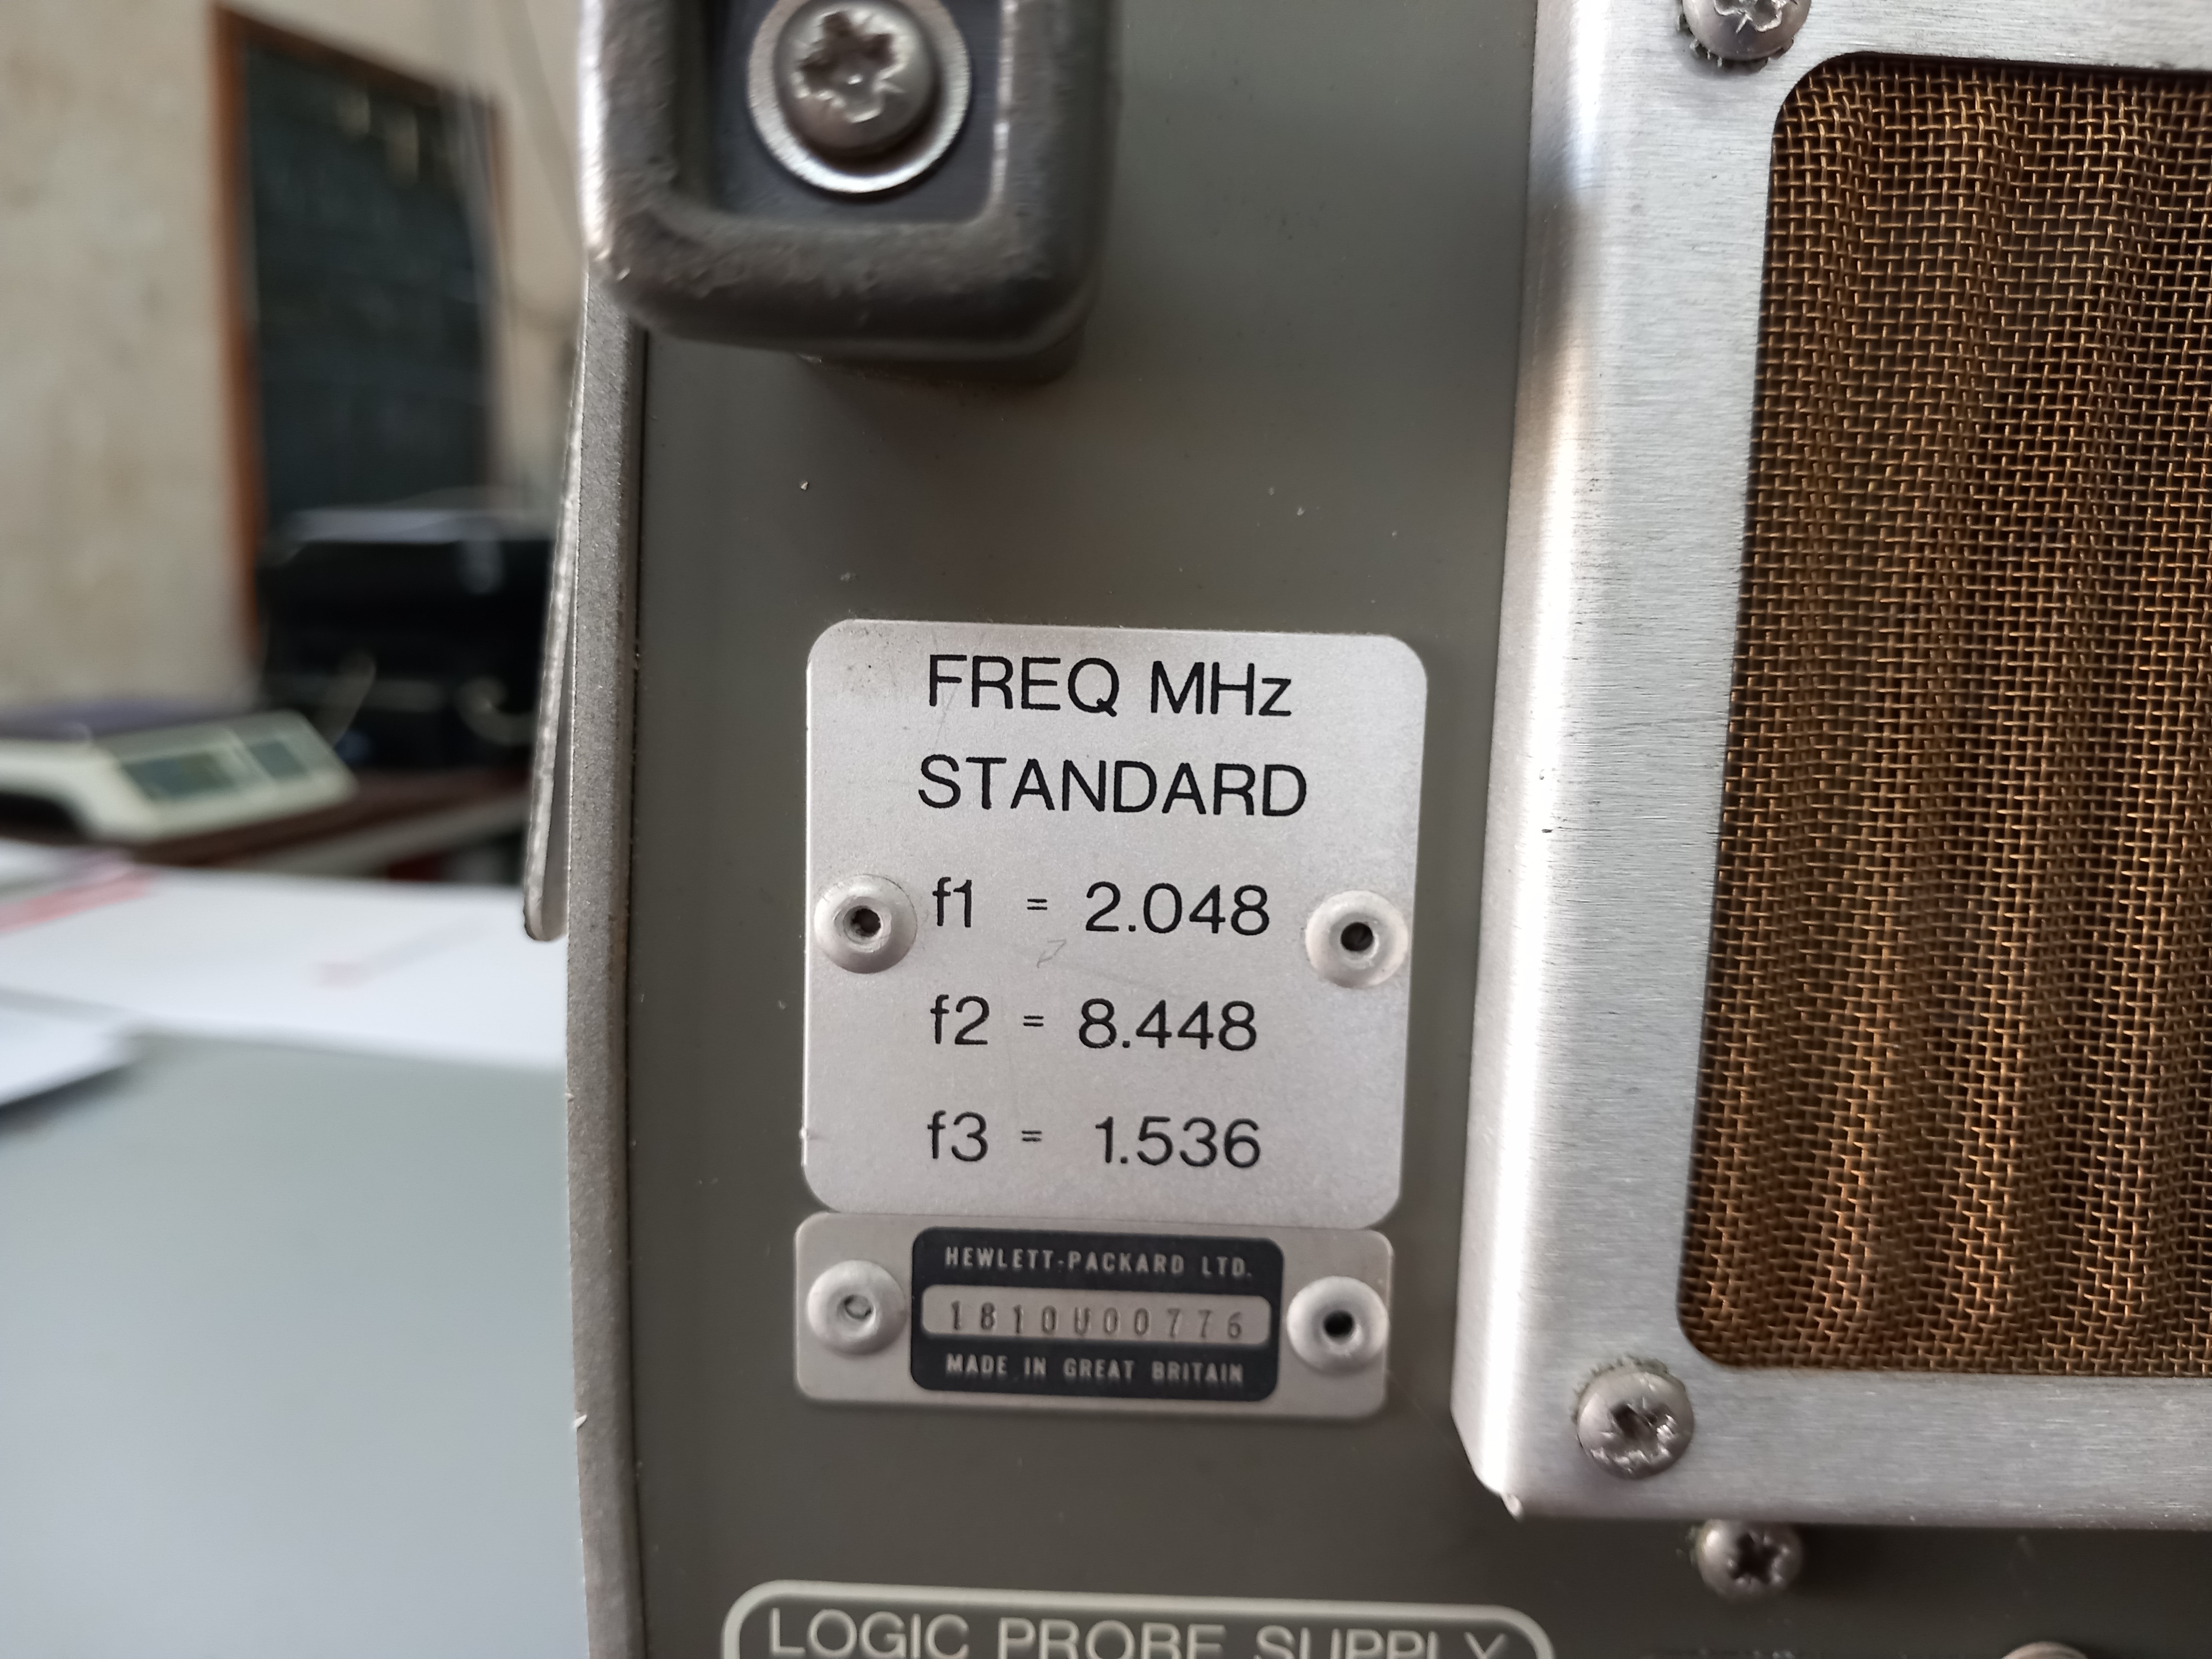 FREQ MHz
STANDARD
f1 = 2.048
f2 = 8.448
f3 = 1.536
HEWLETT-PACKARD LTD.
1810U00776
MADE IN GREAT BRITAIN
LOGIC PROBE SUPPLY